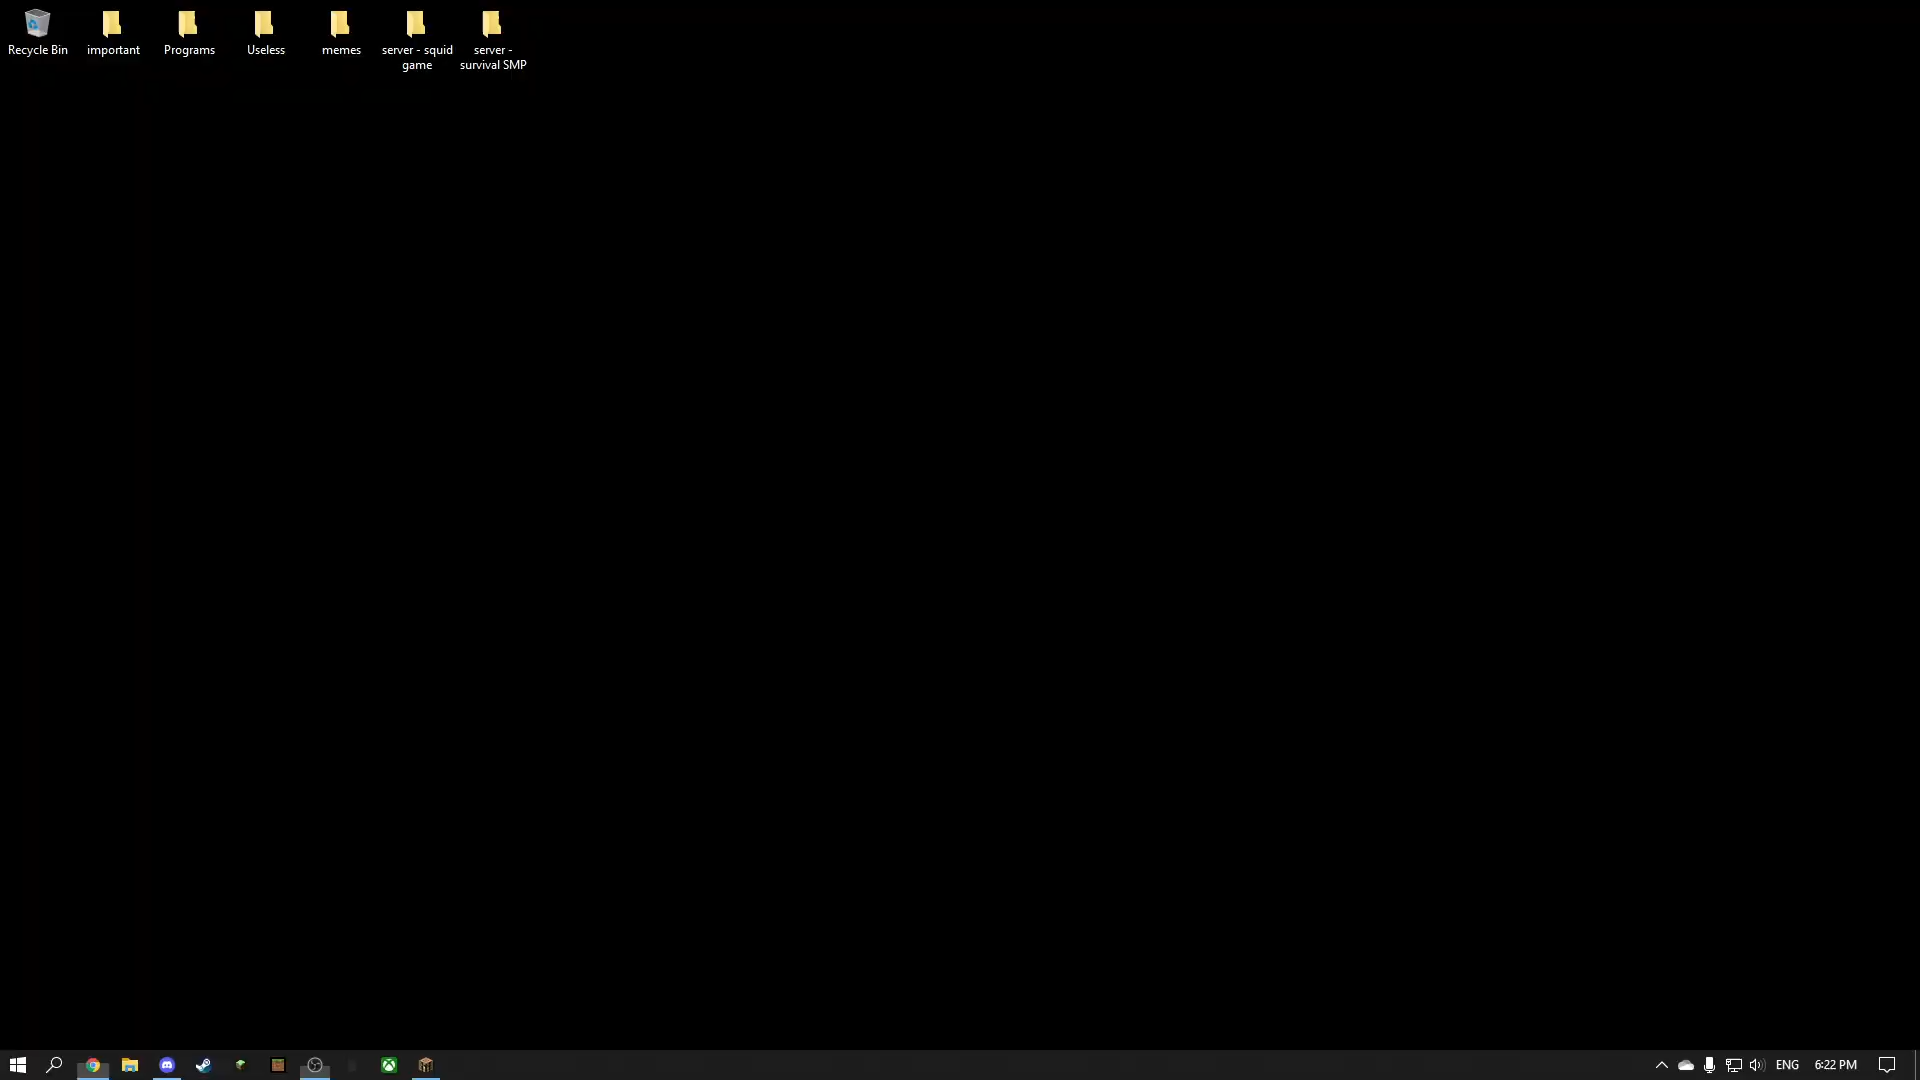 Recycle Bin
important
Programs
Useless
memes
server - squid
game
server -
survival SMP
ENG
6:22 PM